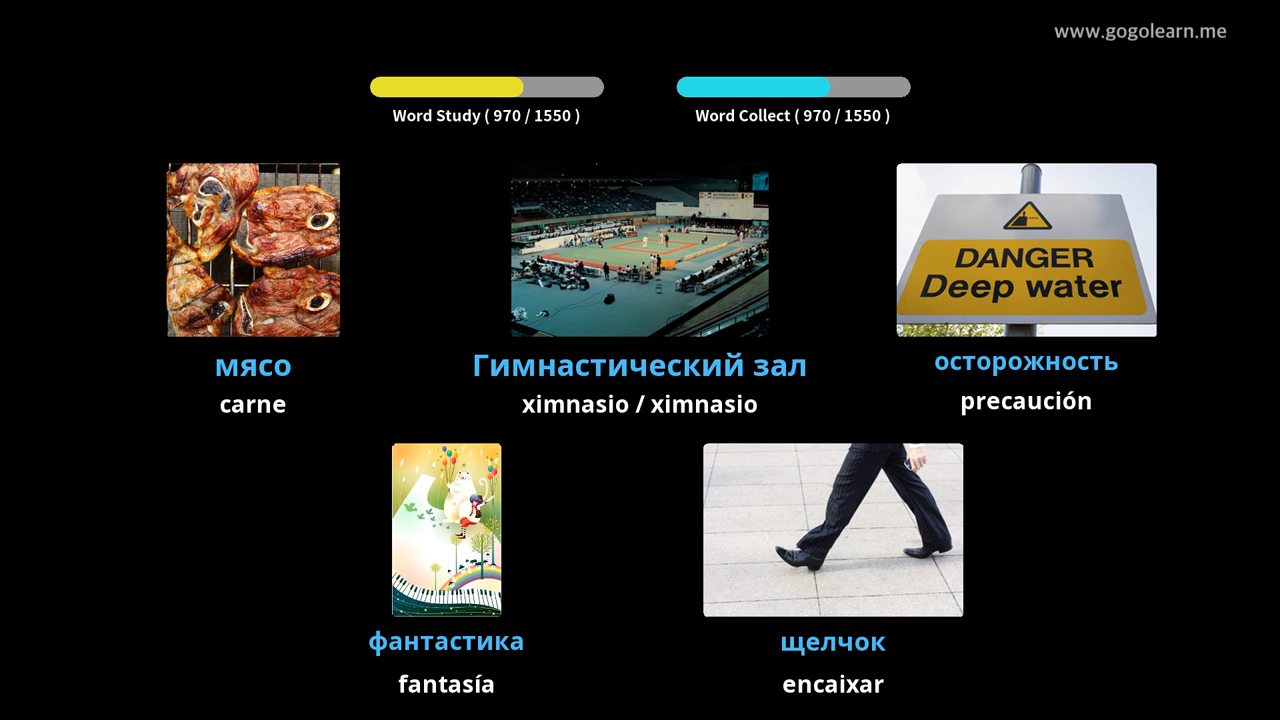 www.gogolearn.me
Word Study ( 970 / 1550 )
Word Collect ( 970 / 1550 )
DANGER
Deep water
мясо
Гимнастический зал
осторожность
carne
ximnasio / ximnasio
precaución
фантастика
щелчок
fantasía
encaixar